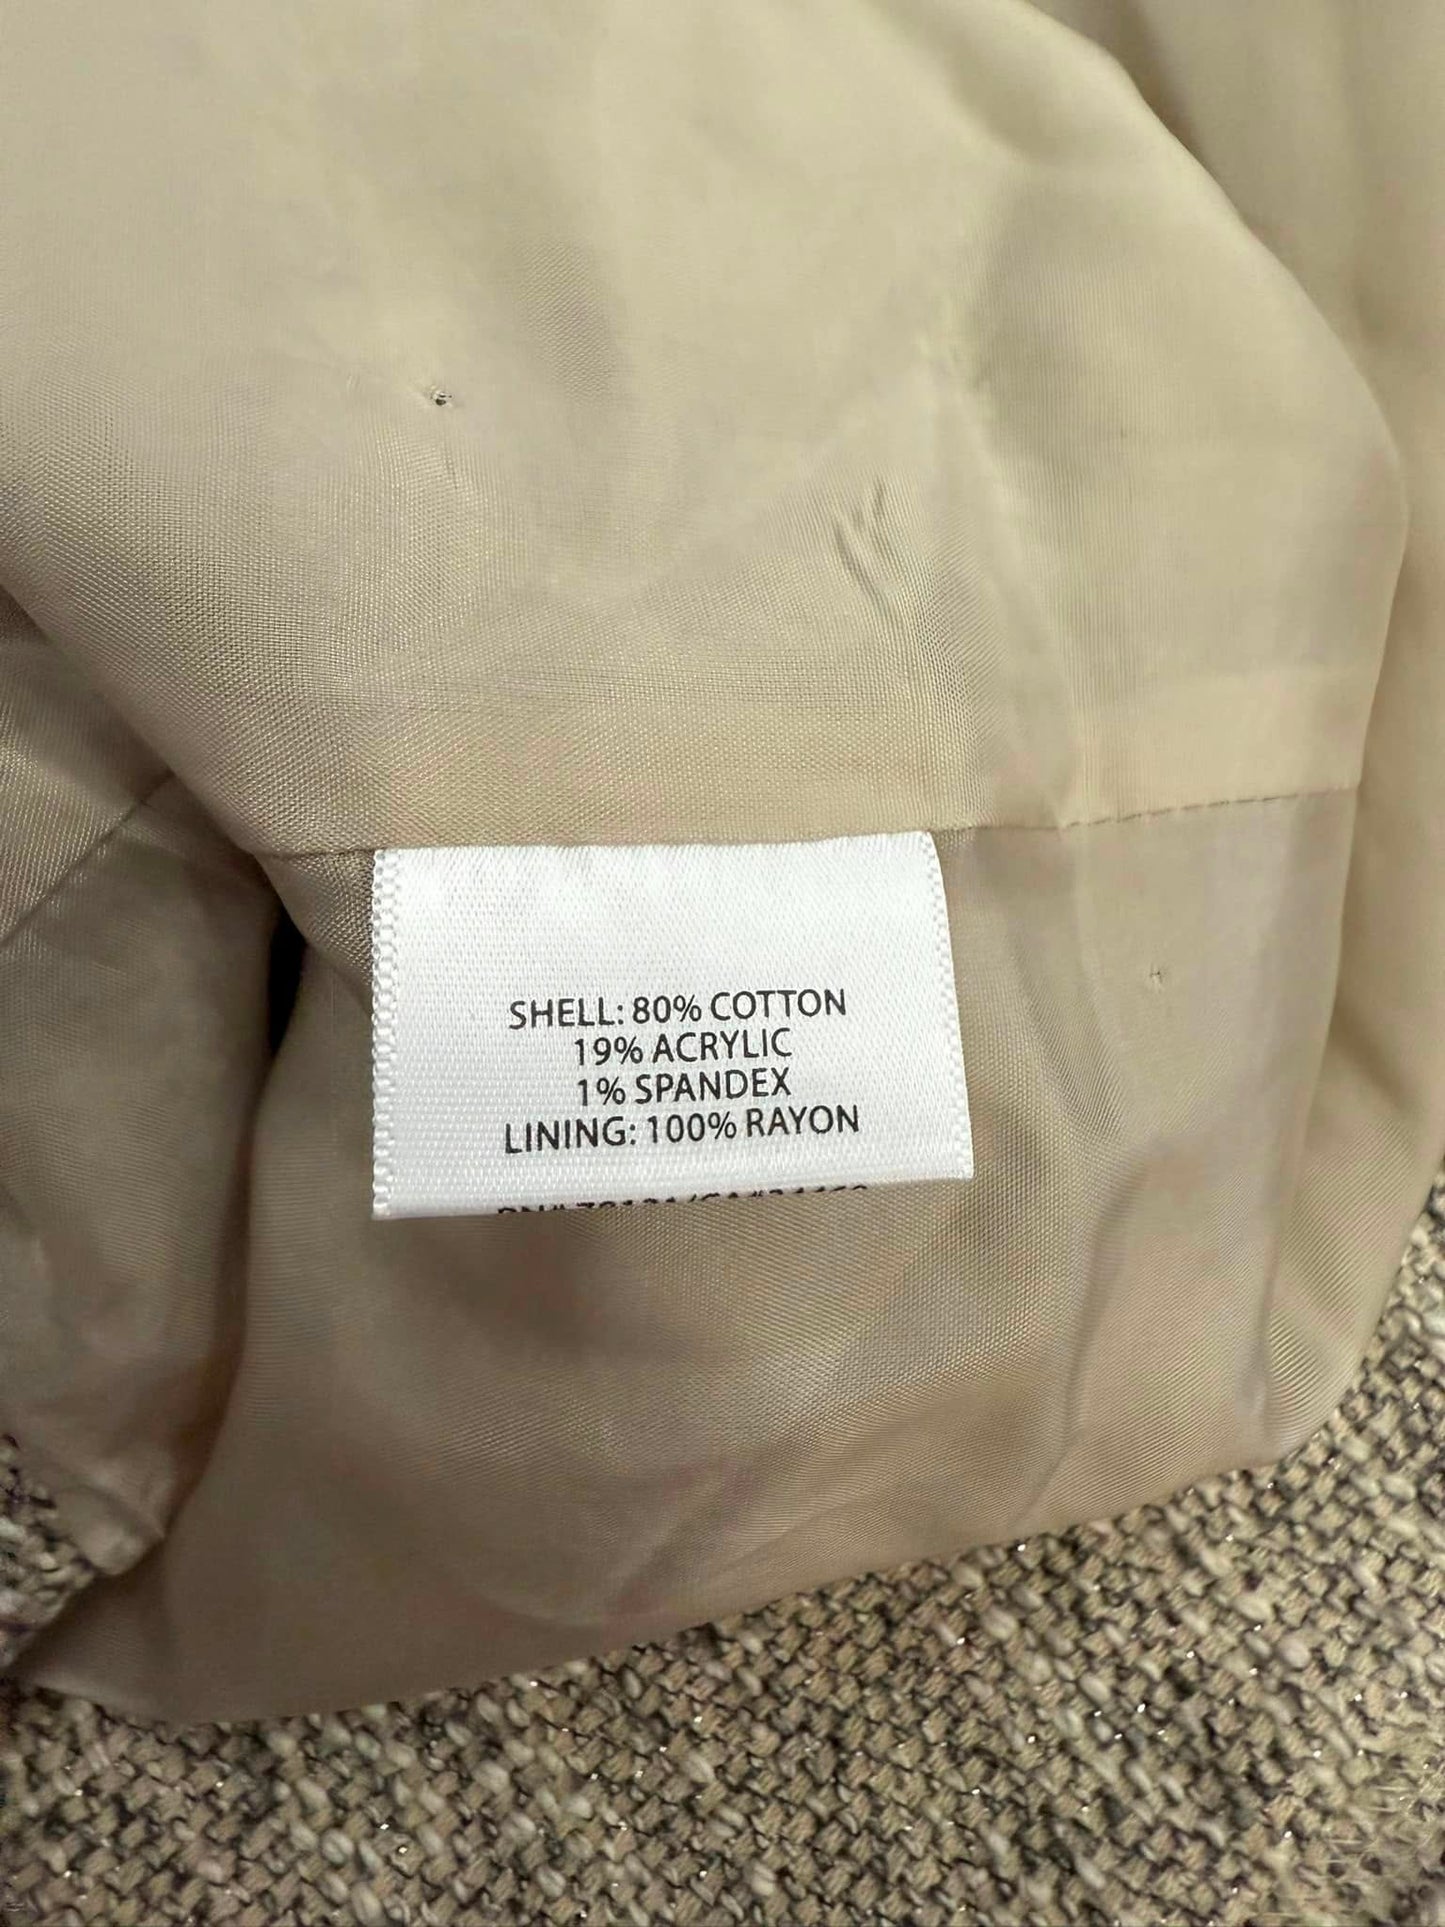 SHELL: 80% COTTON
19% ACRYLIC
1% SPANDEX
LINING: 100% RAYON